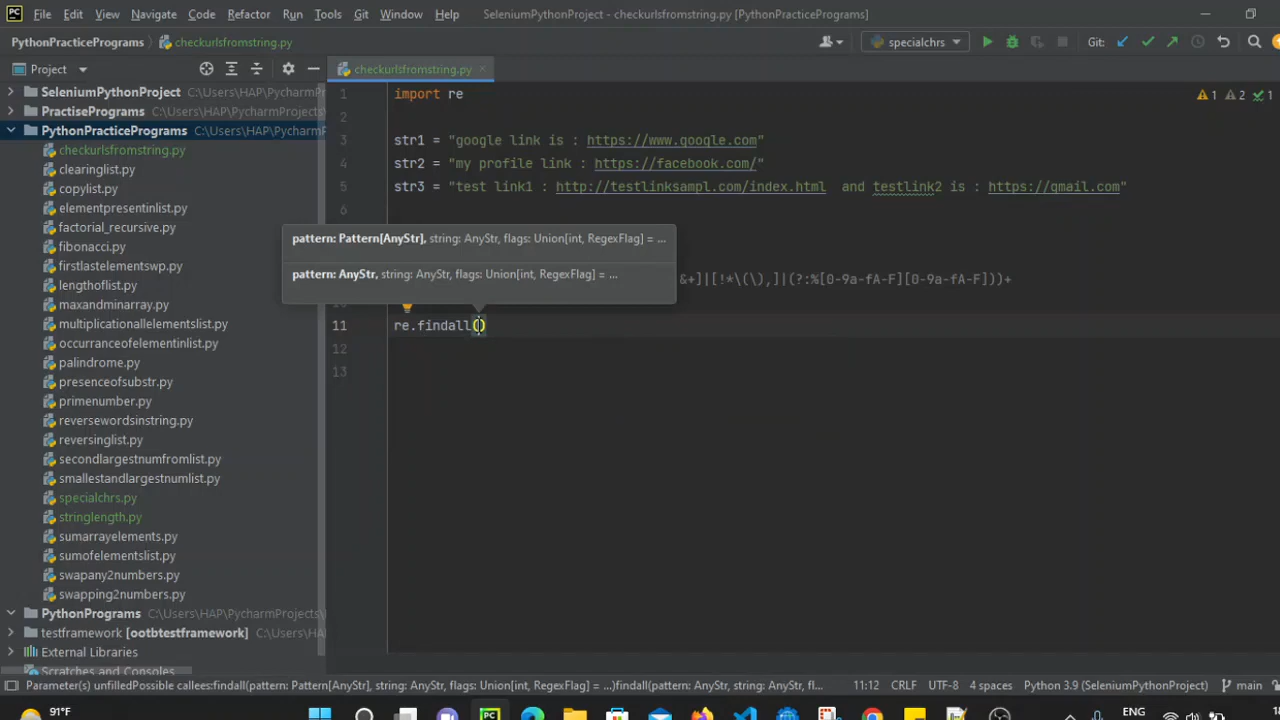 File Edit View Navigate Code Refactor Run Tools Git Window Help SeleniumPythonProject - checkurlsfromstring.py [PythonPracticePrograms]
PythonPracticePrograms checkurlsfromstring.py specialchrs Git:
Project checkurlsfromstring.py
SeleniumPythonProject C:\Users\HAP\PycharmP
PractisePrograms C:\Users\HAP\PycharmProjects
PythonPracticePrograms C:\Users\HAP\PycharmP
checkurlsfromstring.py
clearinglist.py
copylist.py
elementpresentinlist.py
factorial_recursive.py
fibonacci.py
firstlastelementswp.py
lengthoflist.py
maxandminarray.py
multiplicationallelementslist.py
occurranceofelementlist.py
palindrome.py
presenceofsubstr.py
primenumber.py
reversewordsinstring.py
reversinglist.py
secondlargestnumfromlist.py
smallestandlargestnumlist.py
specialchrs.py
stringlength.py
sumarrayelements.py
sumofelementslist.py
swapany2numbers.py
swapping2numbers.py
PythonPrograms C:\Users\HAP\PycharmProjects\
testframework [ootbtestframework] C:\Users\H
External Libraries
Scratches and Consoles
1 import re 1 2 1
2
3 str1 = "google link is : https://www.google.com"
4 str2 = "my profile link : https://facebook.com/"
5 str3 = "test link1 : http://testlinksampl.com/index.html and testlink2 is : https://gmail.com"
6
pattern: Pattern[AnyStr], string: AnyStr, flags: Union[int, RegexFlag] = ...
pattern: AnyStr, string: AnyStr, flags: Union[int, RegexFlag] = ...
&+]|[!*\(\),]|(?:%[0-9a-fA-F][0-9a-fA-F]))+
11 re.findall()
12
13
Parameter(s) unfilledPossible callees:findall(pattern: Pattern[AnyStr], string: AnyStr, flags: Union[int, RegexFlag] = ...)findall(pattern: AnyStr, string: AnyStr, fl... 11:12 CRLF UTF-8 4 spaces Python 3.9 (SeleniumPythonProject) main
91°F ENG